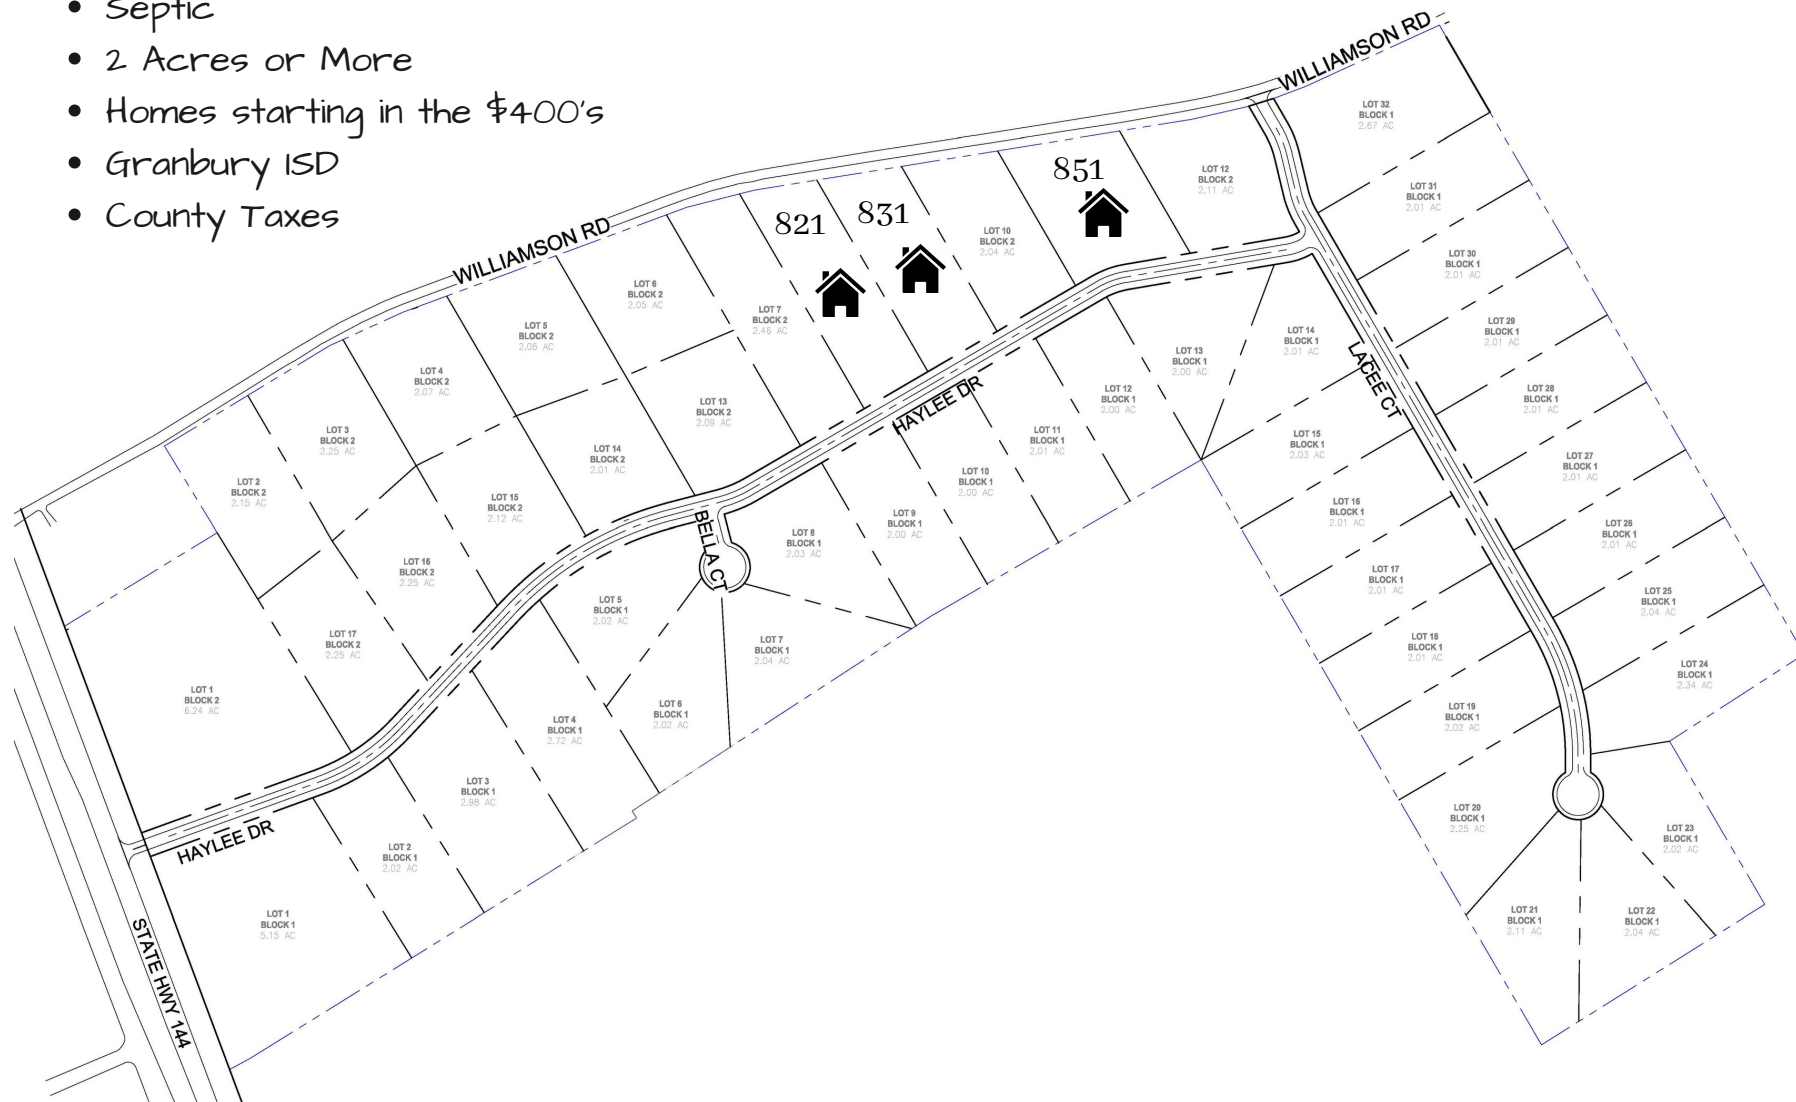 Septic
2 Acres or More
Homes starting in the $400's
Granbury ISD
County Taxes
WILLIAMSON RD
WILLIAMSON RD
LOT 32
BLOCK 1
2.67 AC
LOT 31
BLOCK 1
2.01 AC
LOT 30
BLOCK 1
2.01 AC
LOT 29
BLOCK 1
2.01 AC
LOT 28
BLOCK 1
2.01 AC
LOT 27
BLOCK 1
2.01 AC
LOT 26
BLOCK 1
2.01 AC
LOT 25
BLOCK 1
2.04 AC
LOT 24
BLOCK 1
2.34 AC
LOT 23
BLOCK 1
2.02 AC
LOT 22
BLOCK 1
2.04 AC
LOT 21
BLOCK 1
2.11 AC
LOT 20
BLOCK 1
2.25 AC
LOT 19
BLOCK 1
2.02 AC
LOT 18
BLOCK 1
2.01 AC
LOT 17
BLOCK 1
2.01 AC
LOT 16
BLOCK 1
2.01 AC
LOT 15
BLOCK 1
2.03 AC
LOT 14
BLOCK 1
2.01 AC
LACEE CT
LOT 12
BLOCK 2
2.11 AC
851
LOT 10
BLOCK 2
2.04 AC
831
821
LOT 7
BLOCK 2
2.46 AC
LOT 6
BLOCK 2
2.05 AC
LOT 5
BLOCK 2
2.06 AC
LOT 4
BLOCK 2
2.07 AC
LOT 3
BLOCK 2
2.25 AC
LOT 2
BLOCK 2
2.15 AC
LOT 1
BLOCK 2
6.24 AC
LOT 17
BLOCK 2
2.25 AC
LOT 16
BLOCK 2
2.25 AC
LOT 15
BLOCK 2
2.12 AC
LOT 14
BLOCK 2
2.01 AC
LOT 13
BLOCK 2
2.09 AC
HAYLEE DR
LOT 13
BLOCK 1
2.00 AC
LOT 12
BLOCK 1
2.00 AC
LOT 11
BLOCK 1
2.01 AC
LOT 10
BLOCK 1
2.00 AC
LOT 9
BLOCK 1
2.00 AC
LOT 8
BLOCK 1
2.03 AC
BELLA CT
LOT 7
BLOCK 1
2.04 AC
LOT 6
BLOCK 1
2.02 AC
LOT 5
BLOCK 1
2.02 AC
LOT 4
BLOCK 1
2.72 AC
LOT 3
BLOCK 1
2.98 AC
LOT 2
BLOCK 1
2.02 AC
HAYLEE DR
LOT 1
BLOCK 1
5.15 AC
STATE HWY 144